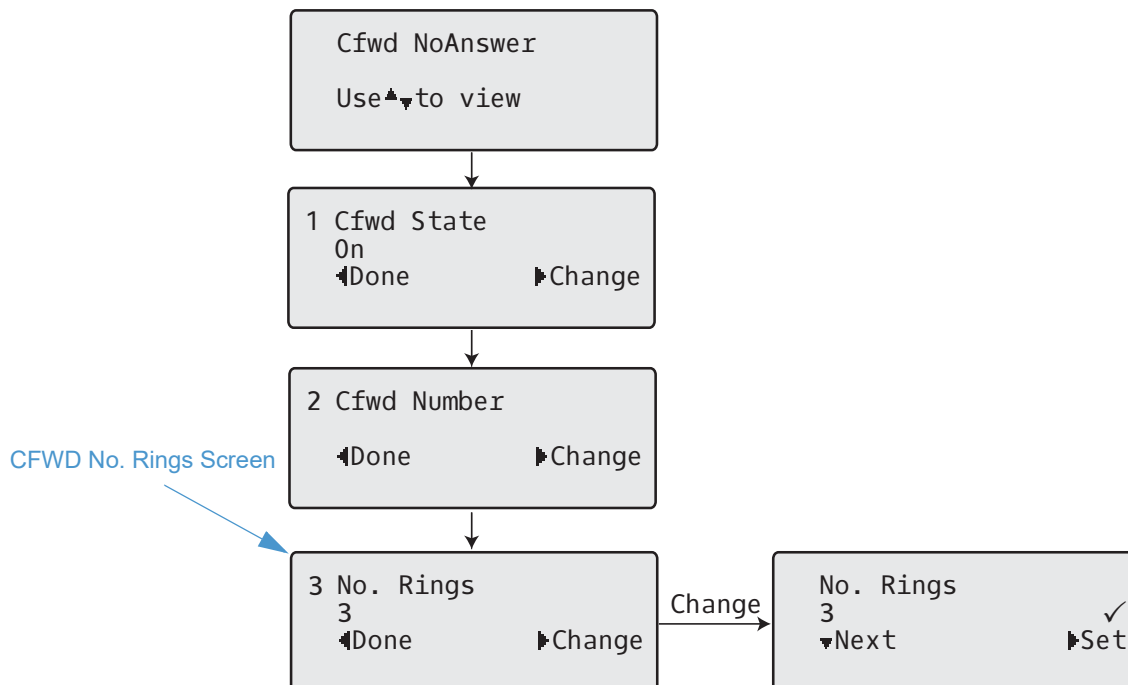 Cfwd NoAnswer
Use▲▼to view
1 Cfwd State
On
◀Done ▶Change
2 Cfwd Number
◀Done ▶Change
CFWD No. Rings Screen
3 No. Rings
3
◀Done ▶Change
Change
No. Rings
3 ✓
▼Next ▶Set